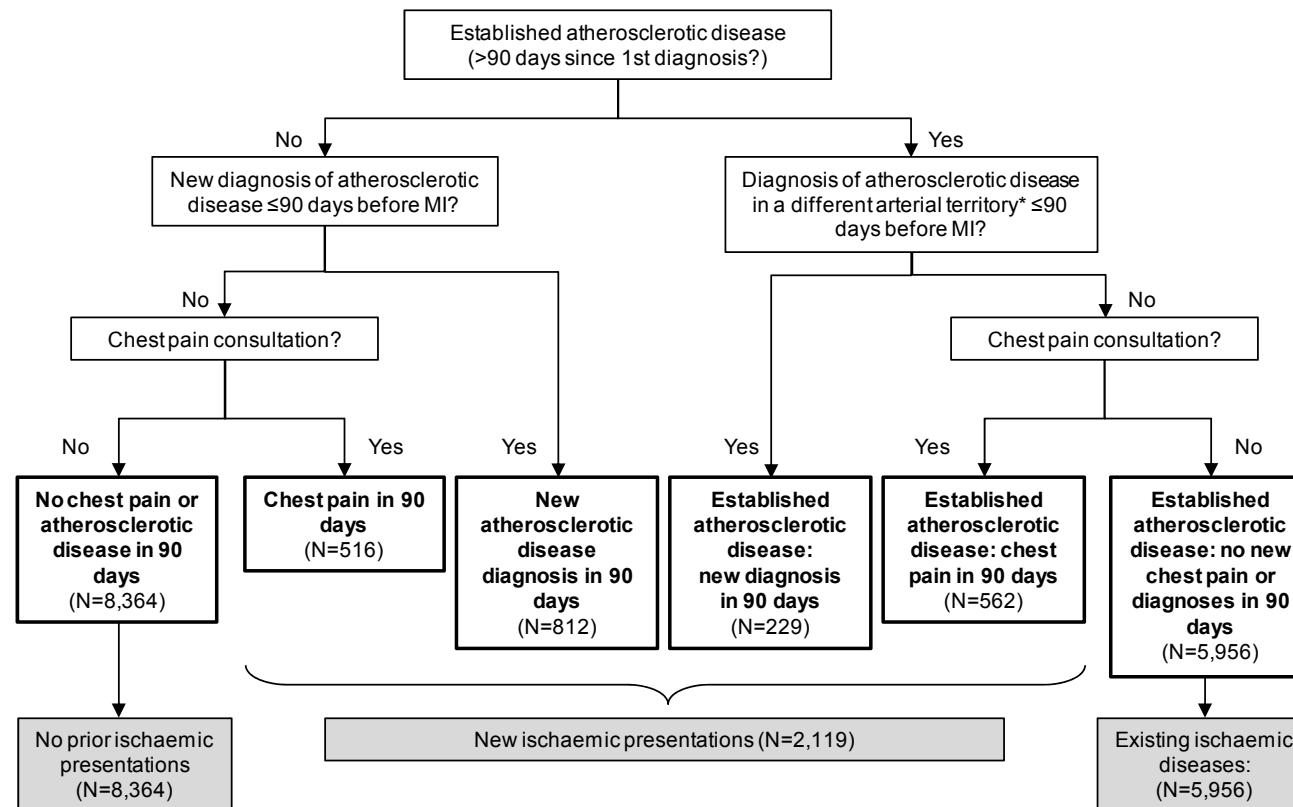 Established atherosclerotic disease
(>90 days since 1st diagnosis?)
No
Yes
New diagnosis of atherosclerotic
disease ≤90 days before MI?
Diagnosis of atherosclerotic disease
in a different arterial territory* ≤90
days before MI?
No
No
Chest pain consultation?
Chest pain consultation?
No
Yes
Yes
Yes
Yes
No
No chest pain or
atherosclerotic
disease in 90
days
(N=8,364)
Chest pain in 90
days
(N=516)
New
atherosclerotic
disease
diagnosis in 90
days
(N=812)
Established
atherosclerotic
disease:
new diagnosis
in 90 days
(N=229)
Established
atherosclerotic
disease: chest
pain in 90 days
(N=562)
Established
atherosclerotic
disease: no new
chest pain or
diagnoses in 90
days
(N=5,956)
No prior ischaemic
presentations
(N=8,364)
New ischaemic presentations (N=2,119)
Existing ischaemic
diseases:
(N=5,956)